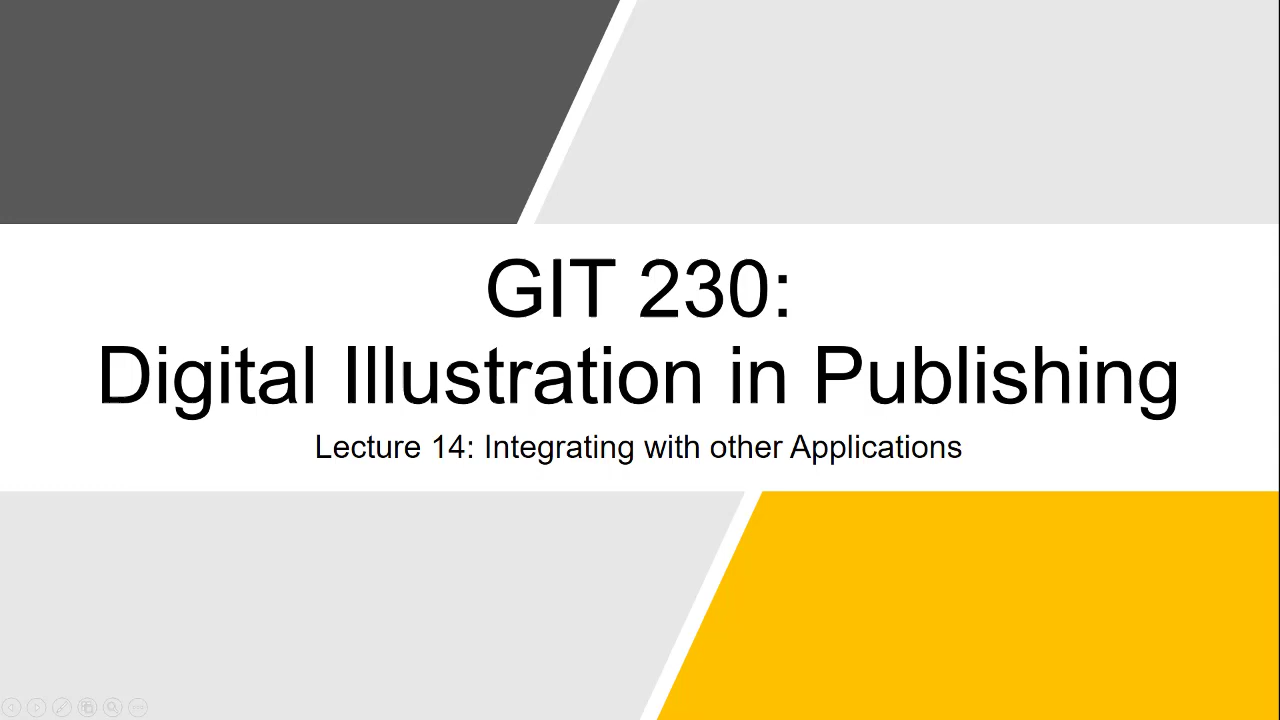 GIT 230:
Digital Illustration in Publishing
Lecture 14: Integrating with other Applications